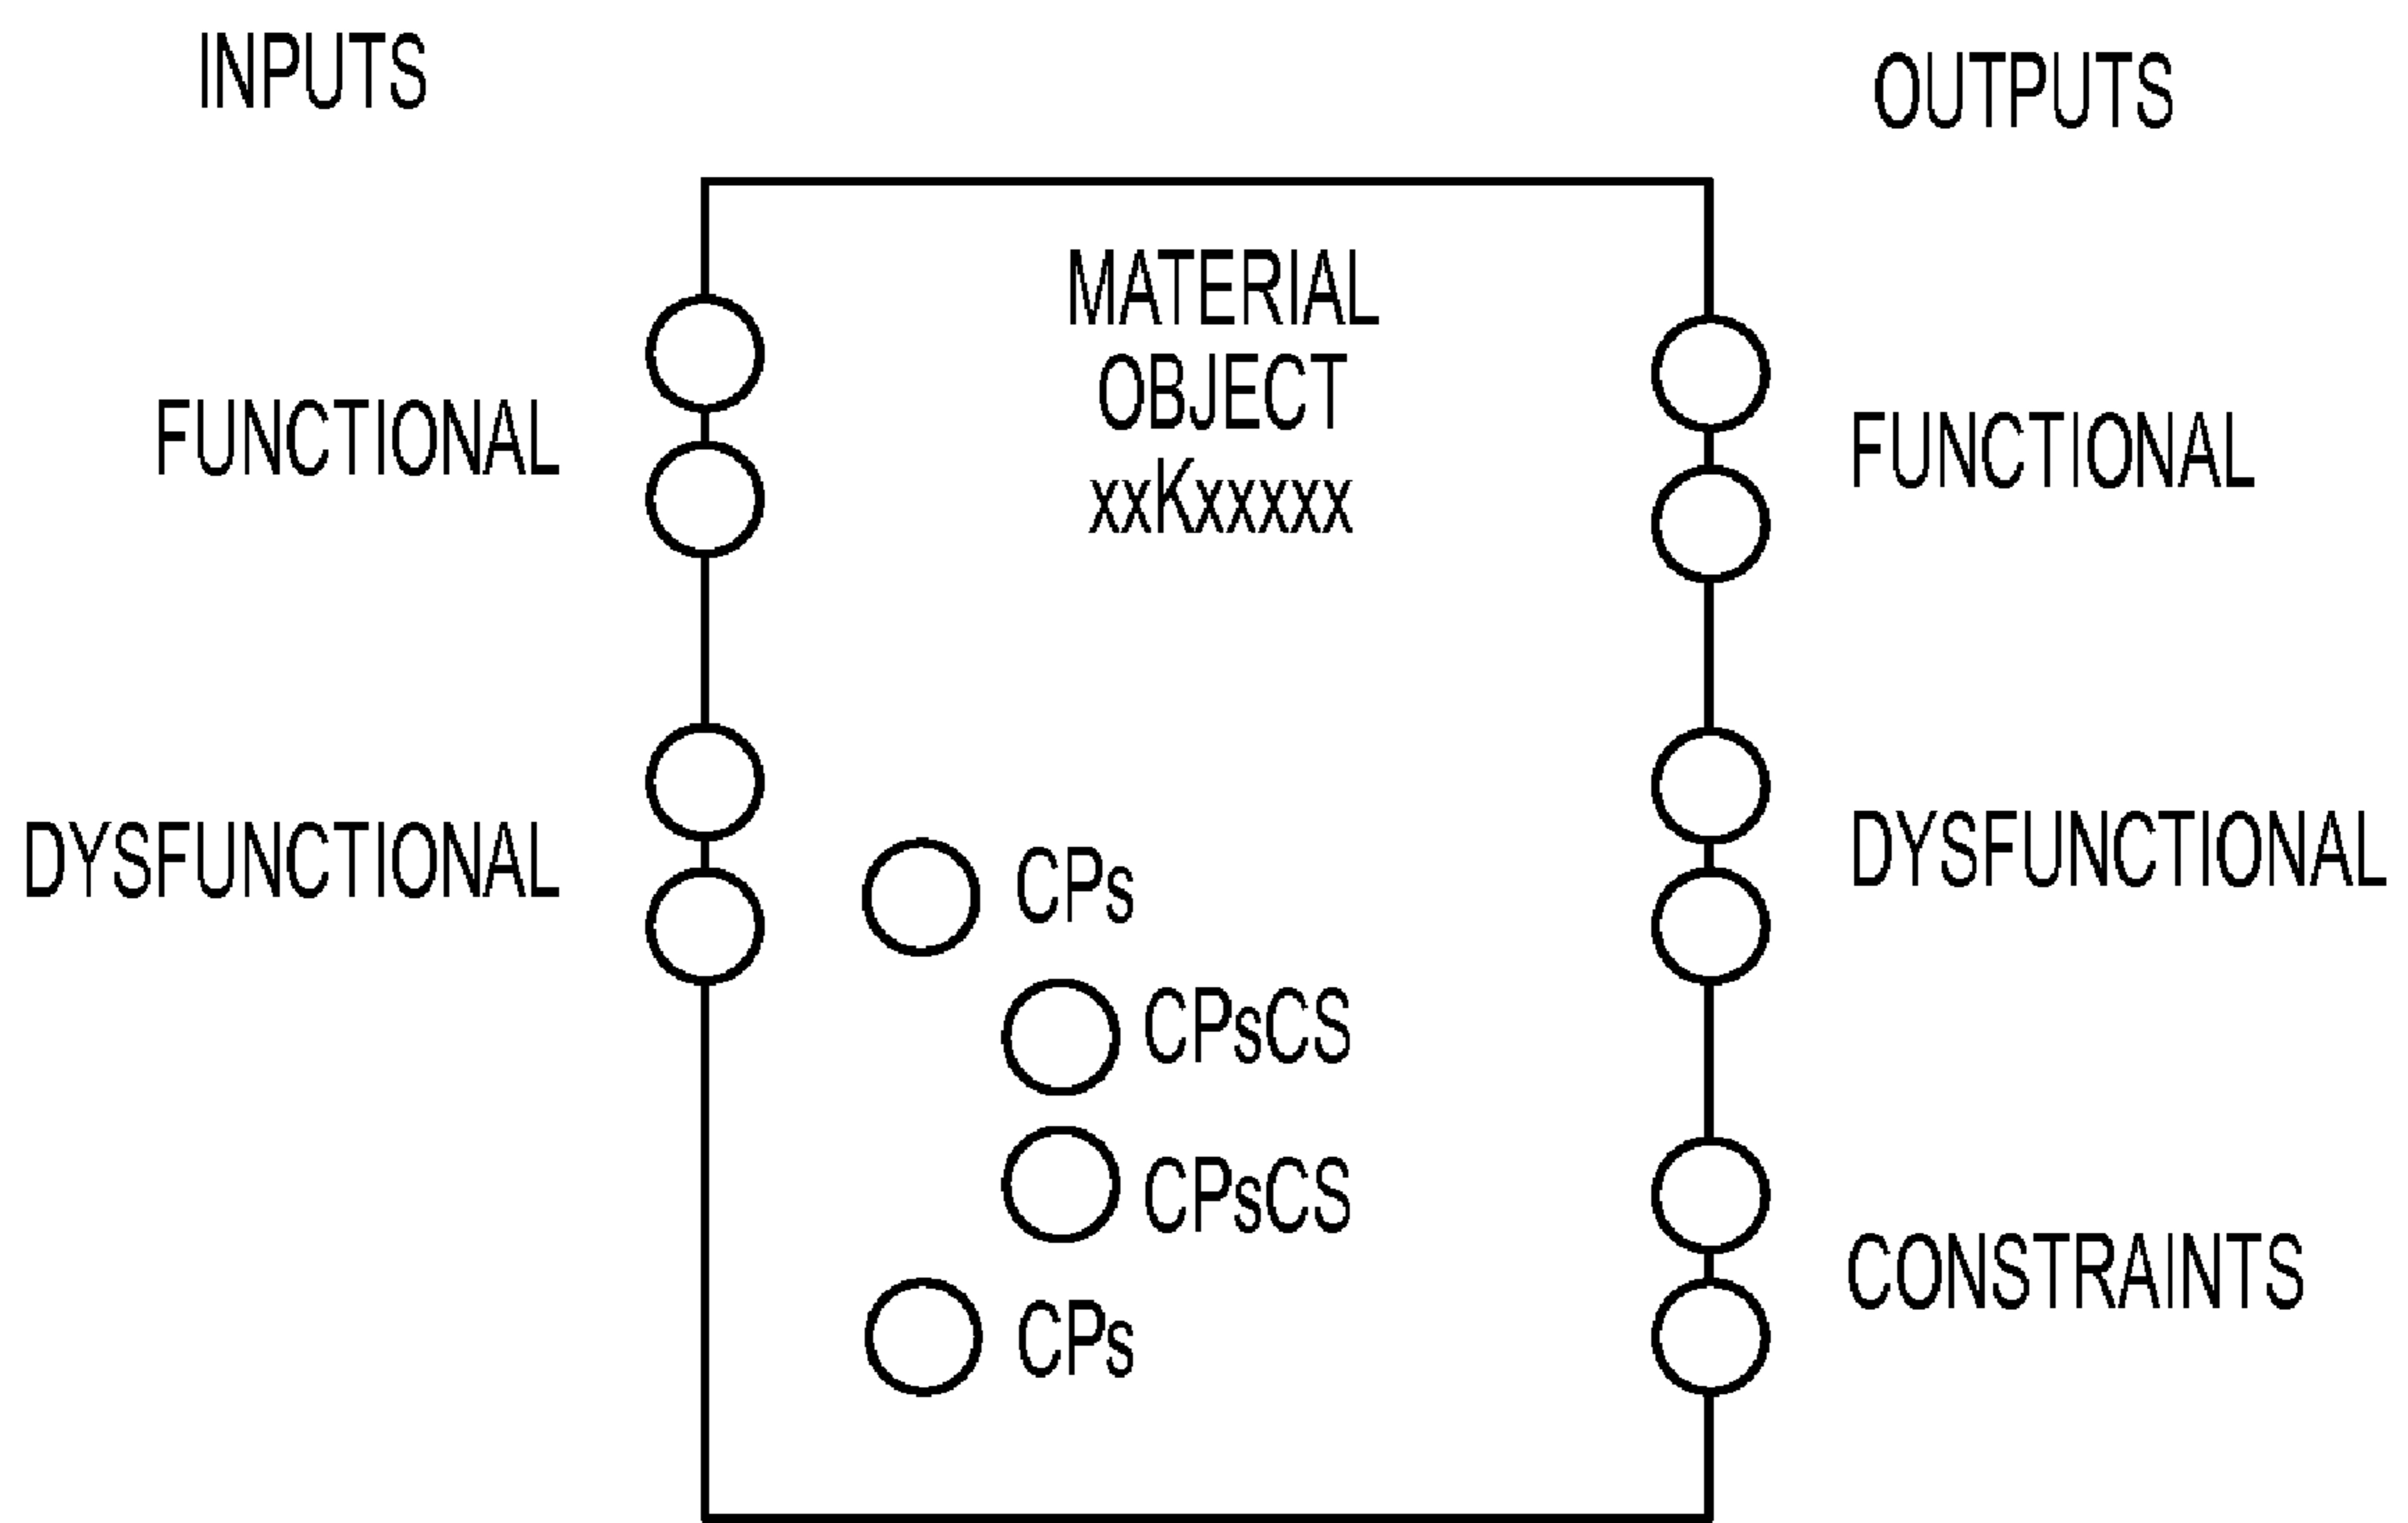 INPUTS
OUTPUTS
MATERIAL
OBJECT
xxKxxxxx
FUNCTIONAL
FUNCTIONAL
DYSFUNCTIONAL
DYSFUNCTIONAL
CPs
CPsCS
CPsCS
CPs
CONSTRAINTS